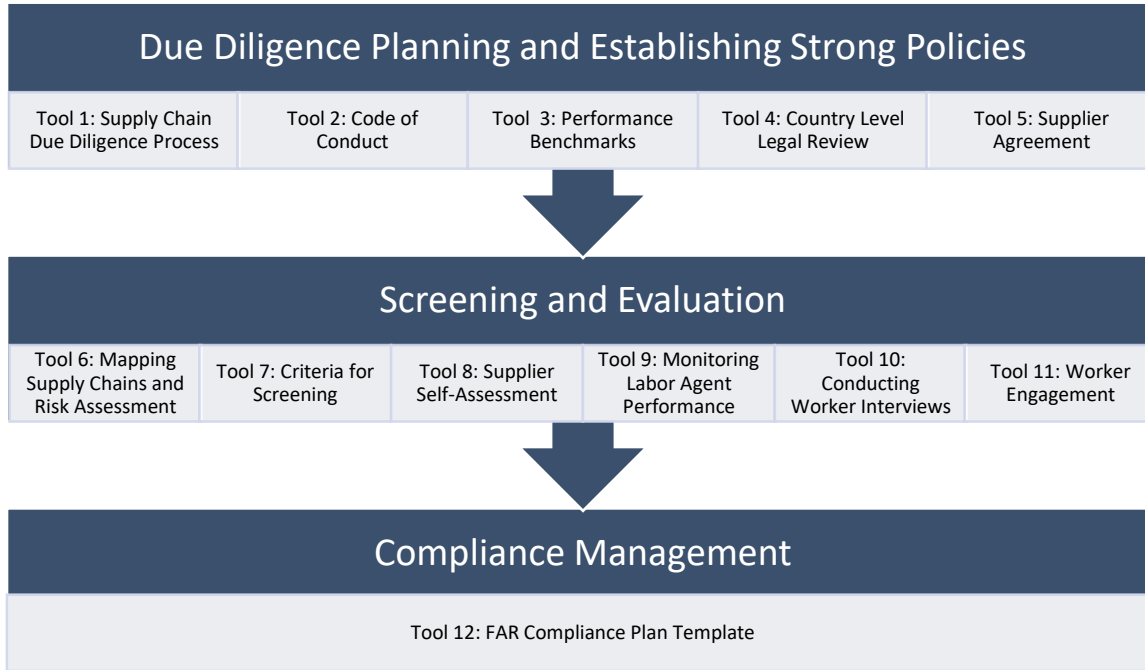 Due Diligence Planning and Establishing Strong Policies
Tool 1: Supply Chain
Due Diligence Process
Tool 2: Code of
Conduct
Tool  3: Performance
Benchmarks
Tool 4: Country Level
Legal Review
Tool 5: Supplier
Agreement
Screening and Evaluation
Tool 6: Mapping
Supply Chains and
Risk Assessment
Tool 7: Criteria for
Screening
Tool 8: Supplier
Self-Assessment
Tool 9: Monitoring
Labor Agent
Performance
Tool 10:
Conducting
Worker Interviews
Tool 11: Worker
Engagement
Compliance Management
Tool 12: FAR Compliance Plan Template